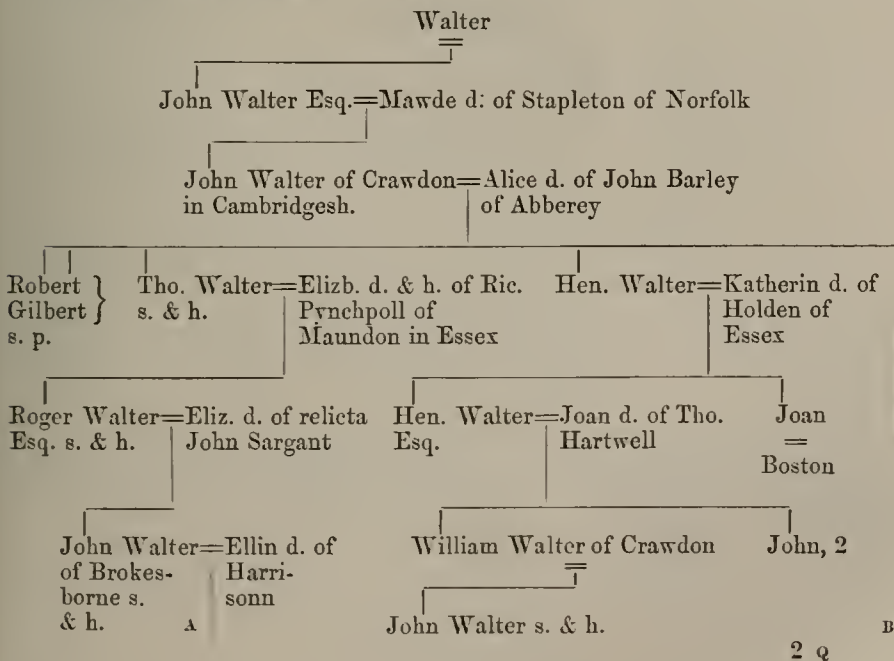 Walter
=
John Walter Esq.=Mawde d: of Stapleton of Norfolk
John Walter of Crawdon=Alice d. of John Barley
in Cambridgesh. of Abberey
Robert } Tho. Walter=Elizb. d. & h. of Ric. Hen. Walter=Katherin d. of
Gilbert s. & h. Pynchpoll of Holden of
s. p. Maundon in Essex Essex
Roger Walter=Eliz. d. of relicta Hen. Walter=Joan d. of Tho. Joan
Esq. s. & h. John Sargant Esq. Hartwell =
Boston
John Walter=Ellin d. of William Walter of Crawdon John, 2
of Brokes- Harri- =
borne s. sonn
& h. A John Walter s. & h. B
2 Q